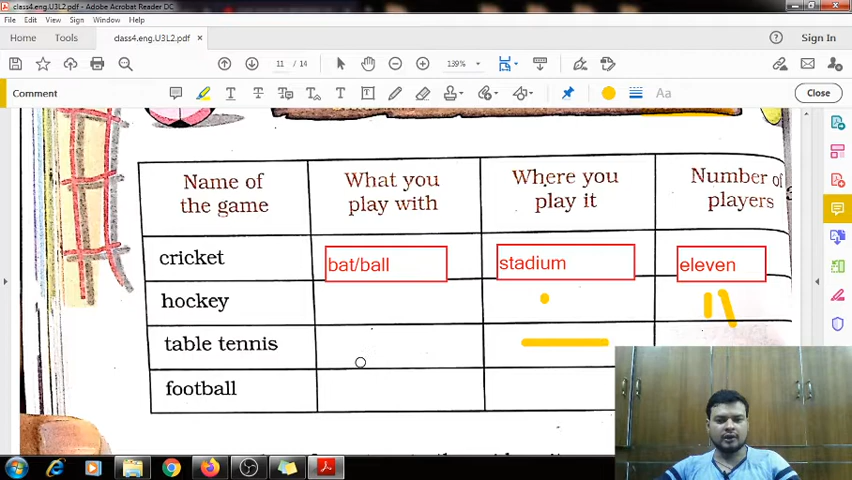 class4.eng.U3L2.pdf - Adobe Acrobat Reader DC
File Edit View Sign Window Help
Home Tools class4.eng.U3L2.pdf × Sign In
11 / 14 139%
Comment Aa Close
Name of the game
What you play with
Where you play it
Number of players
cricket bat/ball stadium eleven
hockey
table tennis
football